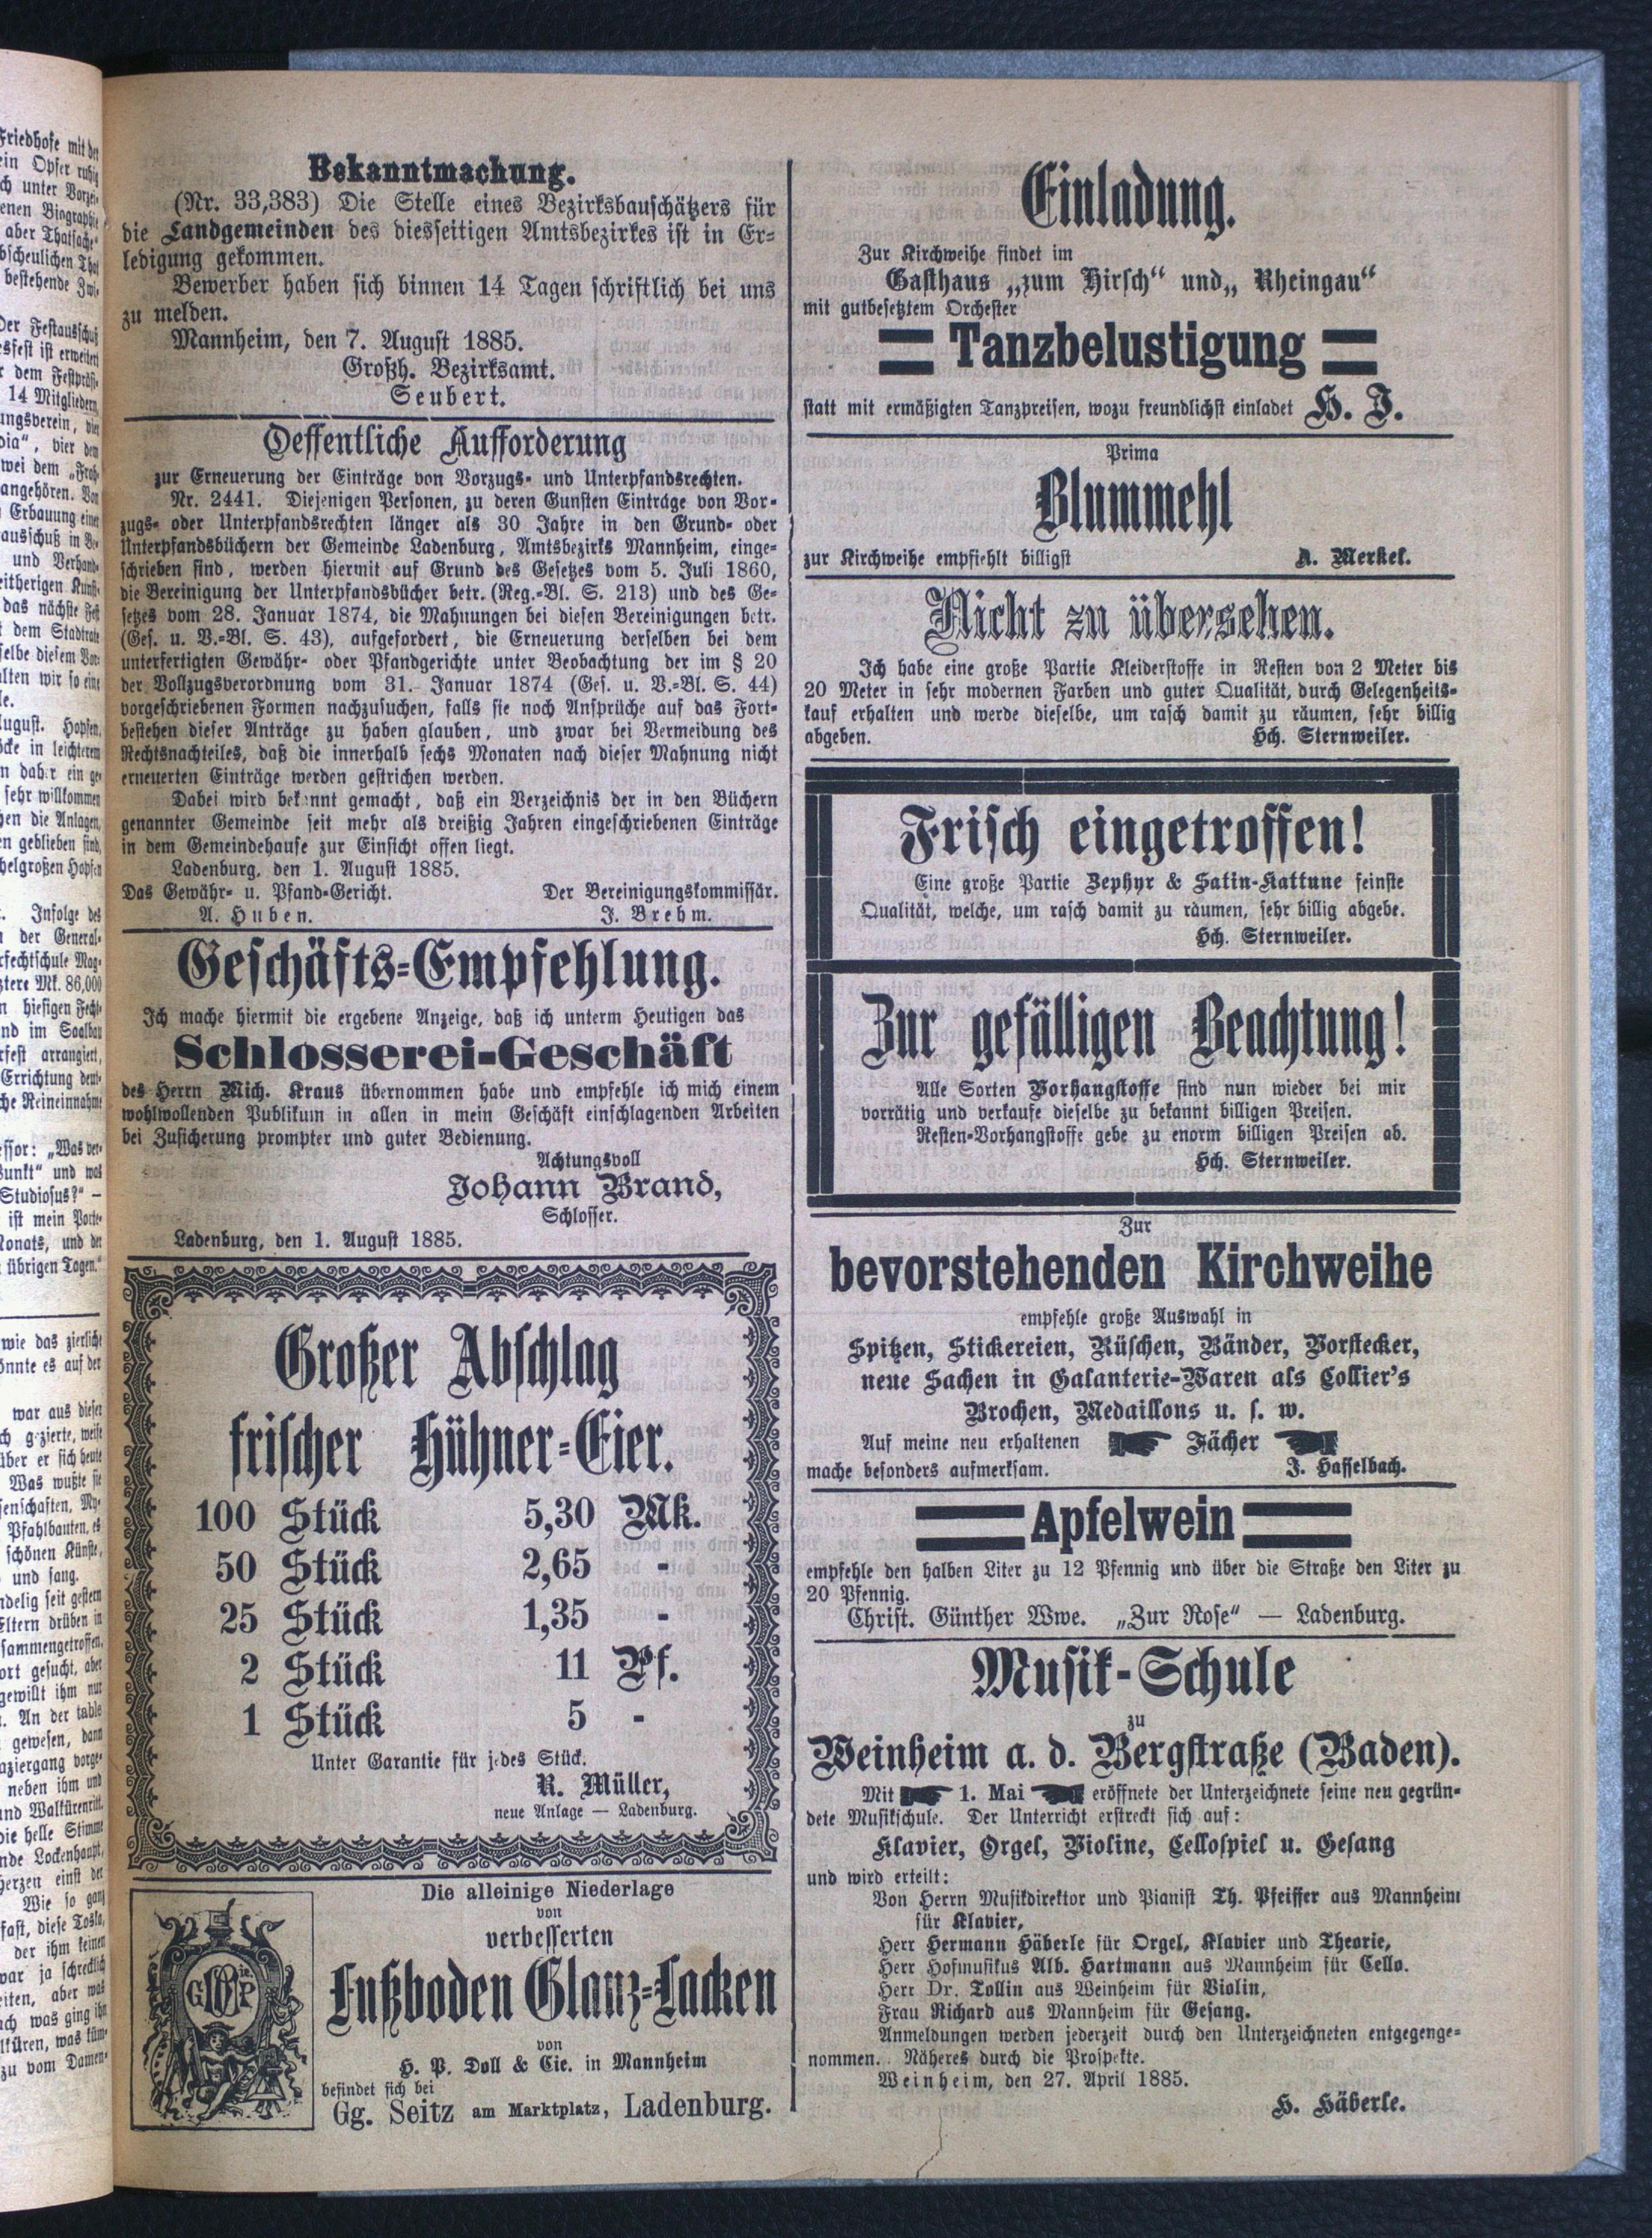 Bekanntmachung.
(Nr. 33,383) Die Stelle eines Bezirksbauschätzers für
die Landgemeinden des diesseitigen Amtsbezirkes ist in Er-
ledigung gekommen.
Bewerber haben sich binnen 14 Tagen schriftlich bei uns
zu melden.
Mannheim, den 7. August 1885.
Großh. Bezirksamt.
Seubert.
Oeffentliche Aufforderung
zur Erneuerung der Einträge von Vorzugs- und Unterpfandsrechten.
Nr. 2441. Diejenigen Personen, zu deren Gunsten Einträge von Vor-
zugs- oder Unterpfandsrechten länger als 30 Jahre in den Grund- oder
Unterpfandsbüchern der Gemeinde Ladenburg, Amtsbezirks Mannheim, einge-
schrieben sind, werden hiermit auf Grund des Gesetzes vom 5. Juli 1860,
die Bereinigung der Unterpfandsbücher betr. (Reg.-Bl. S. 213) und des Ge-
setzes vom 28. Januar 1874, die Mahnungen bei diesen Bereinigungen betr.
(Ges. u. V.-Bl. S. 43), aufgefordert, die Erneuerung derselben bei dem
unterfertigten Gewähr- oder Pfandgerichte unter Beobachtung der im § 20
der Vollzugsverordnung vom 31. Januar 1874 (Ges. u. V.-Bl. S. 44)
vorgeschriebenen Formen nachzusuchen, falls sie noch Ansprüche auf das Fort-
bestehen dieser Anträge zu haben glauben, und zwar bei Vermeidung des
Rechtsnachteiles, daß die innerhalb sechs Monaten nach dieser Mahnung nicht
erneuerten Einträge werden gestrichen werden.
Dabei wird bekannt gemacht, daß ein Verzeichnis der in den Büchern
genannter Gemeinde seit mehr als dreißig Jahren eingeschriebenen Einträge
in dem Gemeindehause zur Einsicht offen liegt.
Ladenburg, den 1. August 1885.
Das Gewähr- u. Pfand-Gericht. Der Bereinigungskommissär.
A. Huben. J. Brehm.
Geschäfts-Empfehlung.
Ich mache hiermit die ergebene Anzeige, daß ich unterm Heutigen das
Schlosserei-Geschäft
des Herrn Mich. Kraus übernommen habe und empfehle ich mich einem
wohlwollenden Publikum in allen in mein Geschäft einschlagenden Arbeiten
bei Zusicherung prompter und guter Bedienung.
Achtungsvoll
Johann Brand,
Schlosser.
Ladenburg, den 1. August 1885.
Großer Abschlag
frischer Hühner-Eier.
100 Stück 5,30 Mk.
50 Stück 2,65 -
25 Stück 1,35 -
2 Stück 11 Pf.
1 Stück 5 -
Unter Garantie für jedes Stück.
R. Müller,
neue Anlage — Ladenburg.
Die alleinige Niederlage
von
verbesserten
Fußboden Glanz-Lacken
von
H. P. Doll & Cie. in Mannheim
befindet sich bei
Gg. Seitz am Marktplatz, Ladenburg.
Einladung.
Zur Kirchweihe findet im
Gasthaus „zum Hirsch“ und „Rheingau“
mit gutbesetztem Orchester
Tanzbelustigung
statt mit ermäßigten Tanzpreisen, wozu freundlichst einladet H. J.
Prima
Blummehl
zur Kirchweihe empfiehlt billigst A. Merkel.
Nicht zu übersehen.
Ich habe eine große Partie Kleiderstoffe in Resten von 2 Meter bis
20 Meter in sehr modernen Farben und guter Qualität, durch Gelegenheits-
kauf erhalten und werde dieselbe, um rasch damit zu räumen, sehr billig
abgeben. Hch. Sternweiler.
Frisch eingetroffen!
Eine große Partie Zephyr & Satin-Kattune feinste
Qualität, welche, um rasch damit zu räumen, sehr billig abgebe.
Hch. Sternweiler.
Zur gefälligen Beachtung!
Alle Sorten Vorhangstoffe sind nun wieder bei mir
vorrätig und verkaufe dieselbe zu bekannt billigen Preisen.
Resten-Vorhangstoffe gebe zu enorm billigen Preisen ab.
Hch. Sternweiler.
Zur
bevorstehenden Kirchweihe
empfehle große Auswahl in
Spitzen, Stickereien, Rüschen, Bänder, Vorstecker,
neue Sachen in Galanterie-Waren als Collier's
Brochen, Medaillons u. s. w.
Auf meine neu erhaltenen Fächer
mache besonders aufmerksam. J. Hasselbach.
Apfelwein
empfehle den halben Liter zu 12 Pfennig und über die Straße den Liter zu
20 Pfennig.
Christ. Günther Wwe. „Zur Rose“ — Ladenburg.
Musik-Schule
zu
Weinheim a. d. Bergstraße (Baden).
Mit 1. Mai eröffnete der Unterzeichnete seine neu gegrün-
dete Musikschule. Der Unterricht erstreckt sich auf:
Klavier, Orgel, Violine, Cellospiel u. Gesang
und wird erteilt:
Von Herrn Musikdirektor und Pianist Th. Pfeiffer aus Mannheim
für Klavier,
Herr Hermann Häberle für Orgel, Klavier und Theorie,
Herr Hofmusikus Alb. Hartmann aus Mannheim für Cello.
Herr Dr. Tollin aus Weinheim für Violin,
Frau Richard aus Mannheim für Gesang.
Anmeldungen werden jederzeit durch den Unterzeichneten entgegenge-
nommen. Näheres durch die Prospekte.
Weinheim, den 27. April 1885.
H. Häberle.